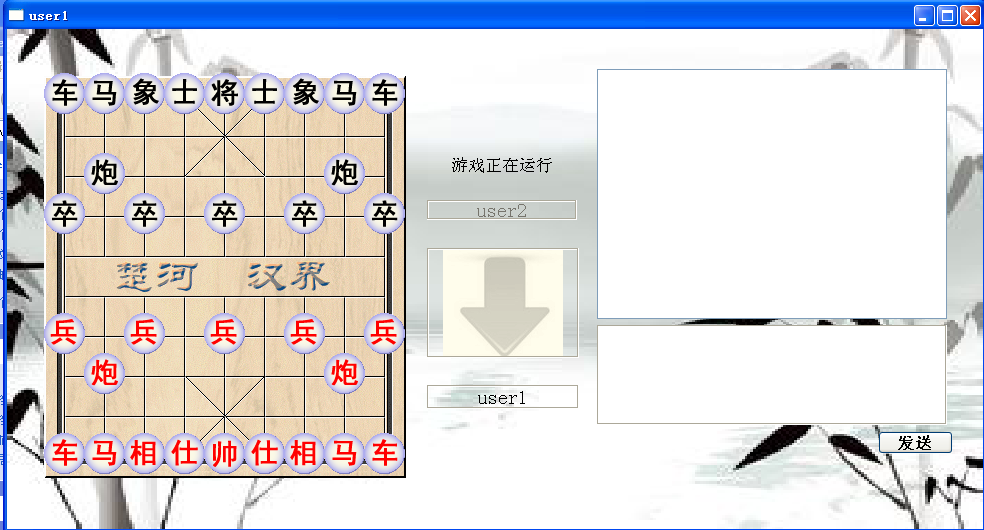 user1
车马象士将士象马车
炮 炮
卒 卒 卒 卒 卒
楚河 汉界
兵 兵 兵 兵 兵
炮 炮
车马相仕帅仕相马车
游戏正在运行
user2
user1
发送